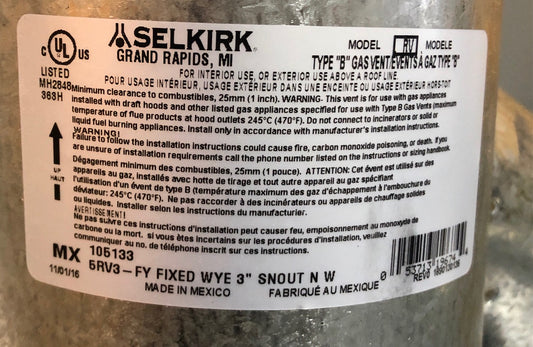 SELKIRK®
GRAND RAPIDS, MI
MODEL RV MODELE
TYPE "B" GAS VENT/ÉVENTS À GAZ TYPE "B"
C UL US
LISTED
MH2848
363H
FOR INTERIOR USE, OR EXTERIOR USE ABOVE A ROOF LINE.
POUR USAGE INTÉRIEUR, USAGE EXTÉRIEUR DANS UNE ENCEINTE OU USAGE EXTÉRIEUR HORS-TOIT
Minimum clearance to combustibles, 25mm (1 inch). WARNING: This vent is for use with gas appliances
installed with draft hoods and other listed gas appliances specified for use with Type B Gas Vents (maximum
temperature of flue products at hood outlets 245°C (470°F). Do not connect to incinerators or solid or
liquid fuel burning appliances. Install only in accordance with manufacturer's installation instructions.
WARNING!
Failure to follow the installation instructions could cause fire, carbon monoxide poisoning, or death. If you
are unsure of installation requirements call the phone number listed on the instructions or sizing handbook.
UP
HAUT
Dégagement minimum des combustibles, 25mm (1 pouce). ATTENTION: Cet évent est utilisé sur des
appareils au gaz, installés avec hotte de tirage et tout autre appareil au gaz spécifiant
l'utilisation d'un évent de type B (température maximum des gaz d'échappement à l'embouchure du
déviateur: 245°C (470°F). Ne pas raccorder à des incinérateurs ou appareils de chauffage solides
ou liquides. Installer selon les instructions du manufacturier.
AVERTISSEMENT!
Ne pas suivre ces instructions d'installation peut causer feu, empoisonnement au monoxyde de
carbone ou la mort. si vous êtes incertain sur les procédures d'installation, veuillez
communiquer au no. de téléphone inscrit sur les instructions.
MX 105133
11/01/16
5RV3-FY FIXED WYE 3" SNOUT N W
MADE IN MEXICO FABRIQUÉ AU MEXIQUE
0 53713 19674 4